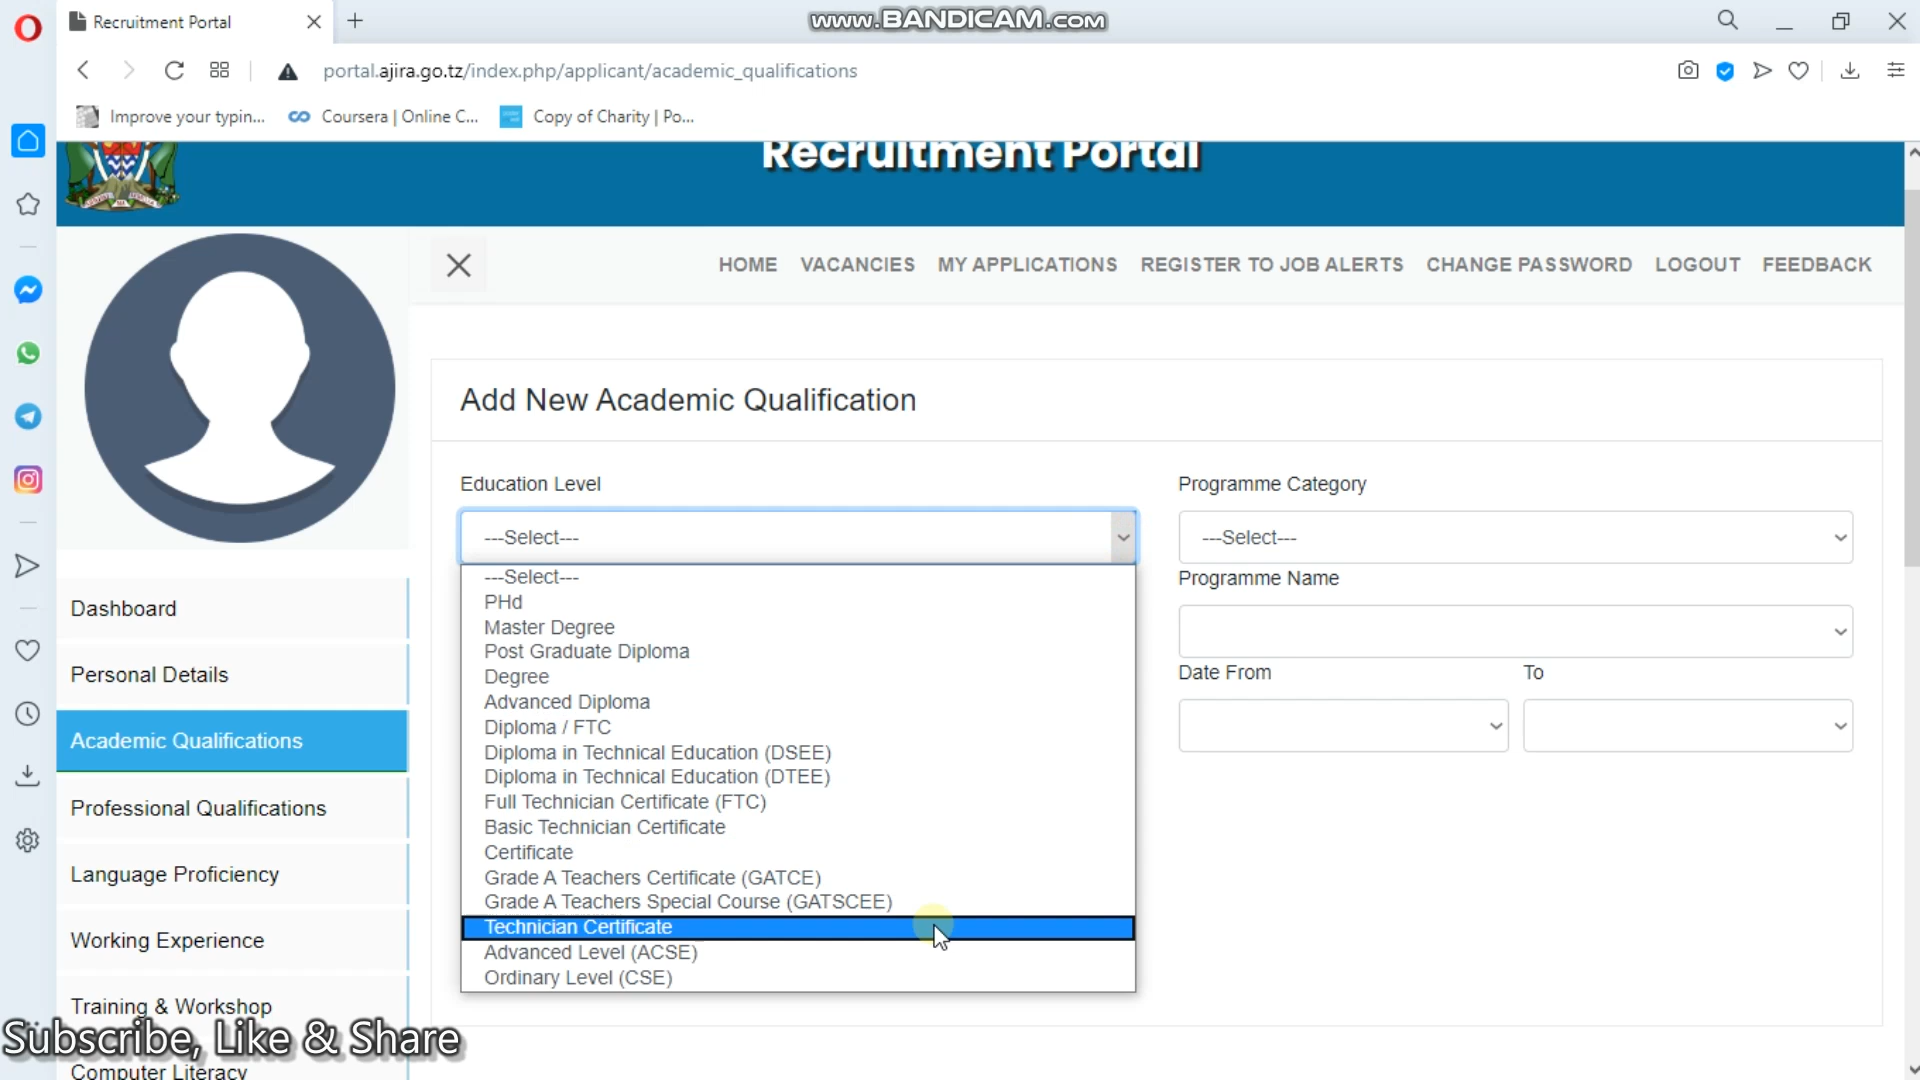 Recruitment Portal
www.BANDICAM.com
portal.ajira.go.tz/index.php/applicant/academic_qualifications
Improve your typin...
Coursera | Online C...
Copy of Charity | Po...
Recruitment Portal
HOME
VACANCIES
MY APPLICATIONS
REGISTER TO JOB ALERTS
CHANGE PASSWORD
LOGOUT
FEEDBACK
Add New Academic Qualification
Education Level
---Select---
---Select---
PHd
Master Degree
Post Graduate Diploma
Degree
Advanced Diploma
Diploma / FTC
Diploma in Technical Education (DSEE)
Diploma in Technical Education (DTEE)
Full Technician Certificate (FTC)
Basic Technician Certificate
Certificate
Grade A Teachers Certificate (GATCE)
Grade A Teachers Special Course (GATSCEE)
Technician Certificate
Advanced Level (ACSE)
Ordinary Level (CSE)
Programme Category
---Select---
Programme Name
Date From
To
Dashboard
Personal Details
Academic Qualifications
Professional Qualifications
Language Proficiency
Working Experience
Training & Workshop
Subscribe, Like & Share
Computer Literacy